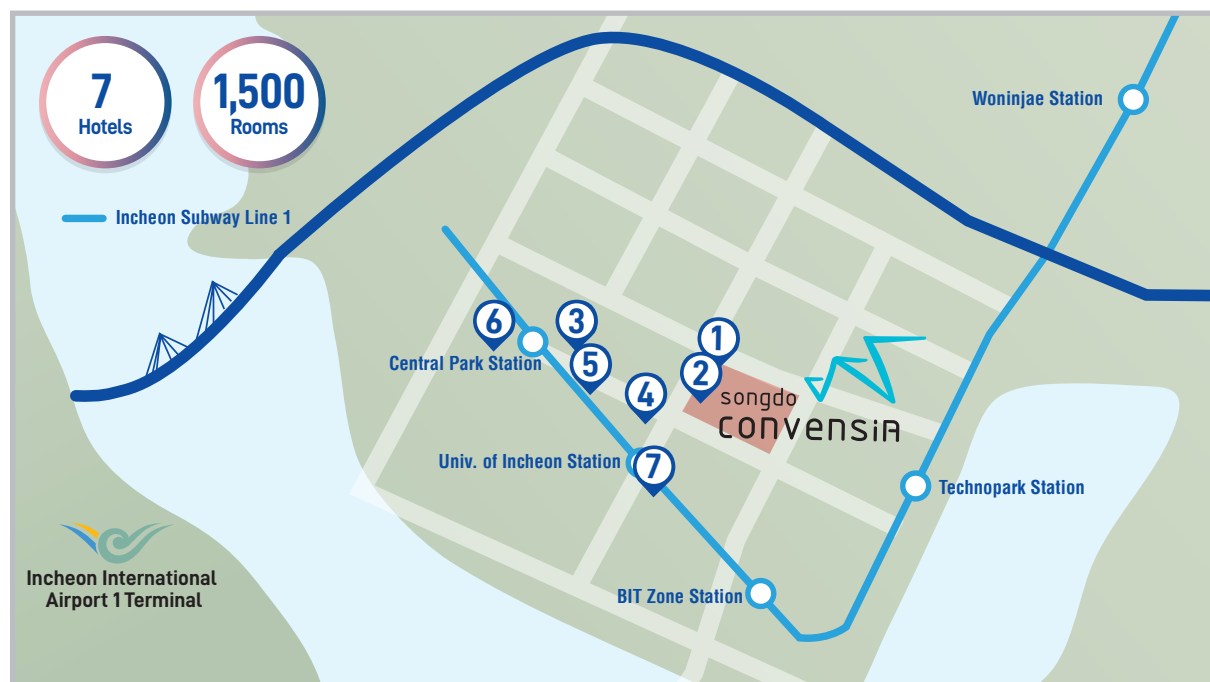 7
Hotels
1,500
Rooms
Woninjae Station
Incheon Subway Line 1
6
3
1
Central Park Station
5
2
4
songdo
convensia
Univ. of Incheon Station
7
Technopark Station
Incheon International
Airport 1 Terminal
BIT Zone Station